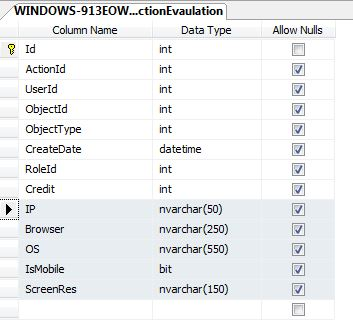 WINDOWS-913EOW...ctionEvaulation
Column Name Data Type Allow Nulls
Id int
ActionId int
UserId int
ObjectId int
ObjectType int
CreateDate datetime
RoleId int
Credit int
IP nvarchar(50)
Browser nvarchar(250)
OS nvarchar(550)
IsMobile bit
ScreenRes nvarchar(150)